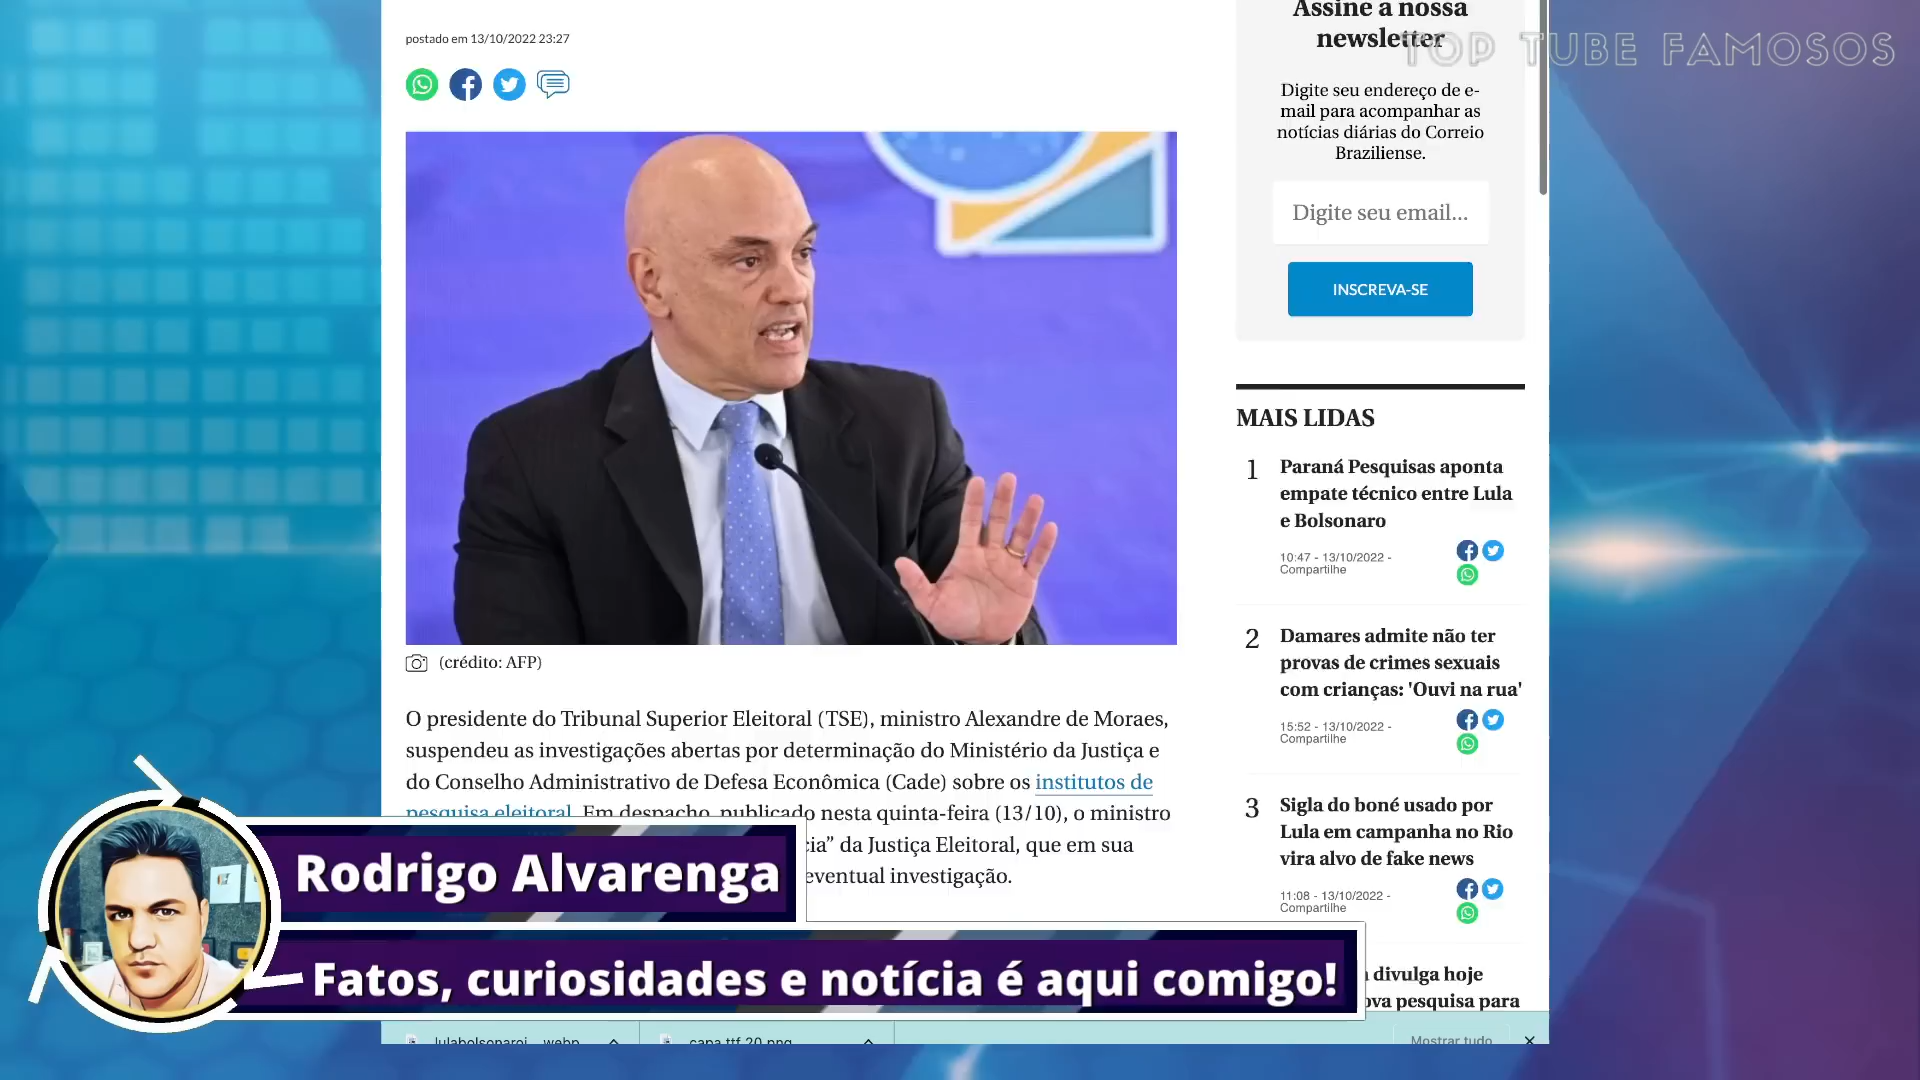 postado em 13/10/2022 23:27
(crédito: AFP)
O presidente do Tribunal Superior Eleitoral (TSE), ministro Alexandre de Moraes,
suspendeu as investigações abertas por determinação do Ministério da Justiça e
do Conselho Administrativo de Defesa Econômica (Cade) sobre os institutos de
pesquisa eleitoral. Em despacho, publicado nesta quinta-feira (13/10), o ministro
cia” da Justiça Eleitoral, que em sua
eventual investigação.
Assine a nossa
newsletter
TOP TUBE FAMOSOS
Digite seu endereço de e-
mail para acompanhar as
notícias diárias do Correio
Braziliense.
Digite seu email...
INSCREVA-SE
MAIS LIDAS
1
Paraná Pesquisas aponta
empate técnico entre Lula
e Bolsonaro
10:47 - 13/10/2022 -
Compartilhe
2
Damares admite não ter
provas de crimes sexuais
com crianças: 'Ouvi na rua'
15:52 - 13/10/2022 -
Compartilhe
3
Sigla do boné usado por
Lula em campanha no Rio
vira alvo de fake news
11:08 - 13/10/2022 -
Compartilhe
divulga hoje
pesquisa para
Rodrigo Alvarenga
Fatos, curiosidades e notícia é aqui comigo!
Mostrar tudo